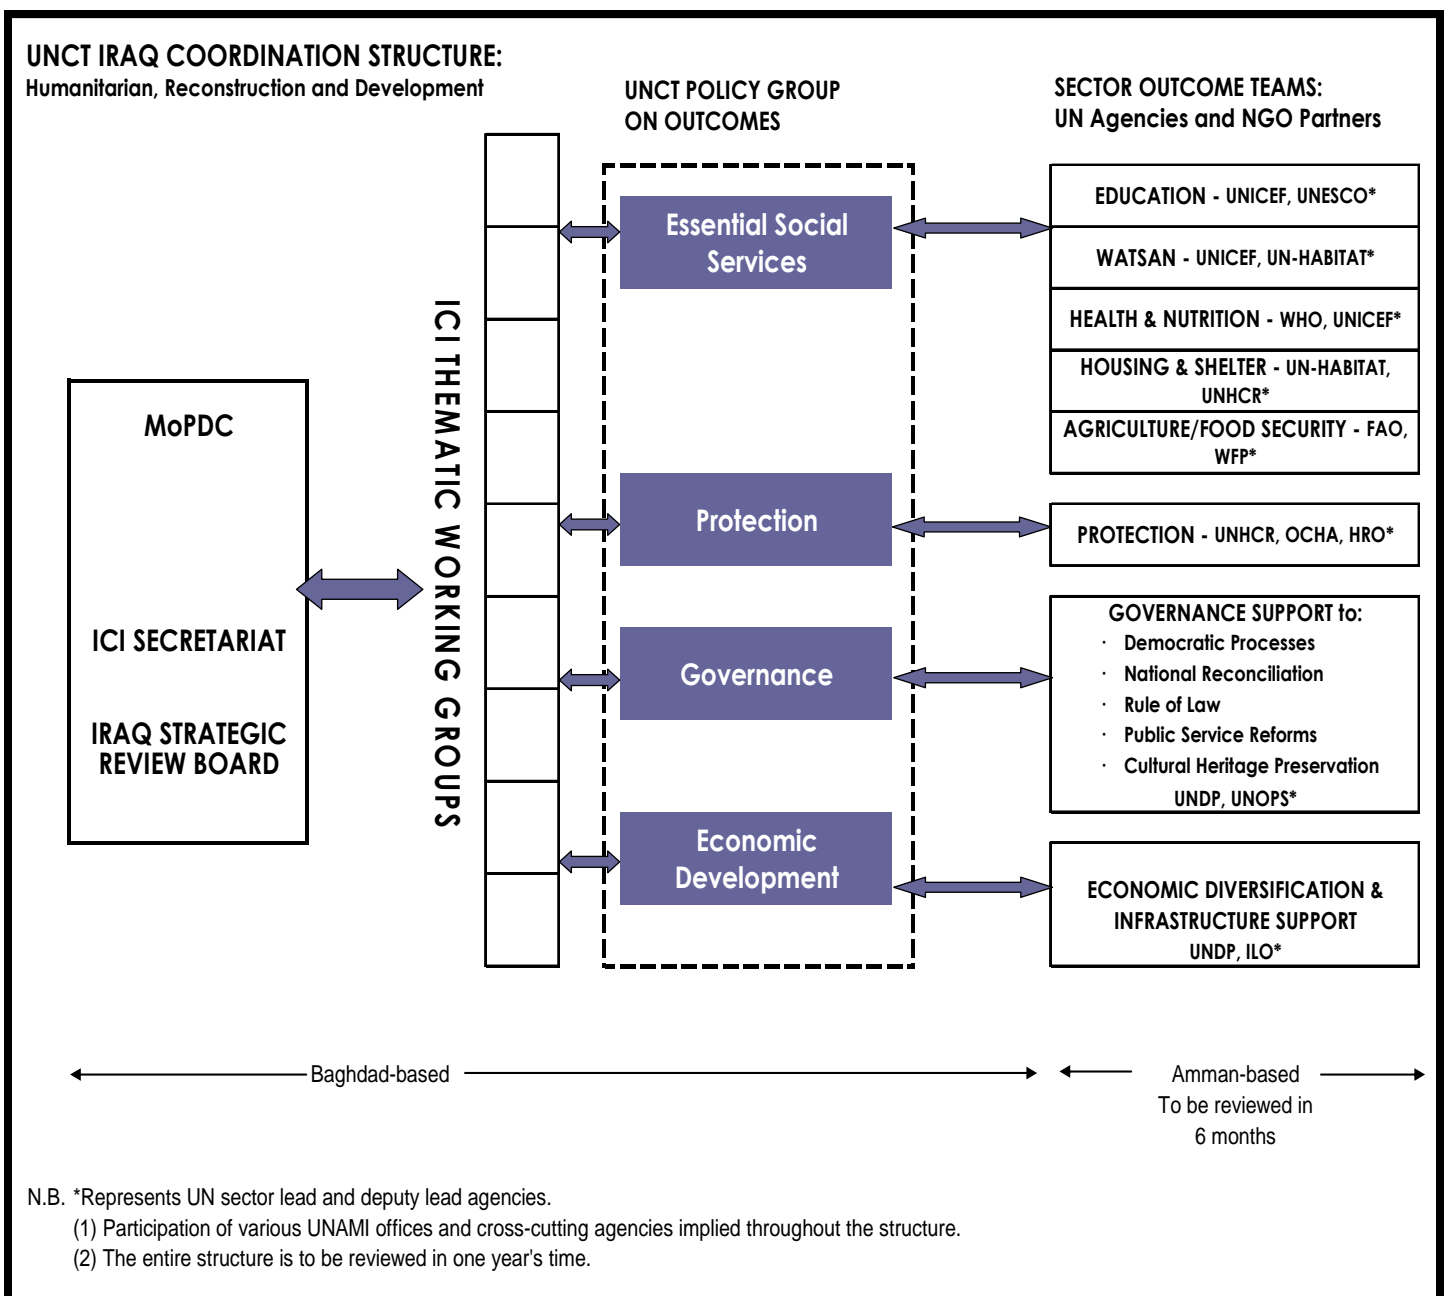 UNCT IRAQ COORDINATION STRUCTURE:
Humanitarian, Reconstruction and Development
UNCT POLICY GROUP
ON OUTCOMES
SECTOR OUTCOME TEAMS:
UN Agencies and NGO Partners
MoPDC
ICI SECRETARIAT
IRAQ STRATEGIC
REVIEW BOARD
ICI THEMATIC WORKING GROUPS
Essential Social
Services
Protection
Governance
Economic
Development
EDUCATION - UNICEF, UNESCO*
WATSAN - UNICEF, UN-HABITAT*
HEALTH & NUTRITION - WHO, UNICEF*
HOUSING & SHELTER - UN-HABITAT,
UNHCR*
AGRICULTURE/FOOD SECURITY - FAO,
WFP*
PROTECTION - UNHCR, OCHA, HRO*
GOVERNANCE SUPPORT to:
· Democratic Processes
· National Reconciliation
· Rule of Law
· Public Service Reforms
· Cultural Heritage Preservation
UNDP, UNOPS*
ECONOMIC DIVERSIFICATION &
INFRASTRUCTURE SUPPORT
UNDP, ILO*
Baghdad-based
Amman-based
To be reviewed in
6 months
N.B. *Represents UN sector lead and deputy lead agencies.
(1) Participation of various UNAMI offices and cross-cutting agencies implied throughout the structure.
(2) The entire structure is to be reviewed in one year's time.